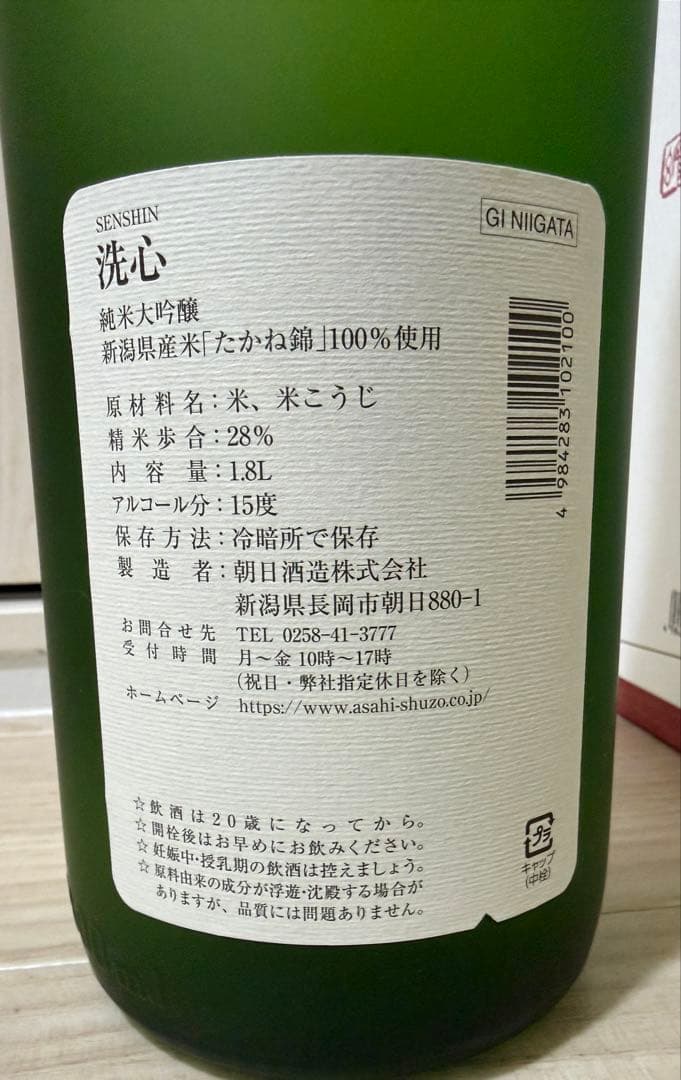 SENSHIN
洗心
GI NIIGATA
純米大吟醸
新潟県産米「たかね錦」100%使用
原材料名:米、米こうじ
精米歩合:28%
内容量:1.8L
アルコール分:15度
保存方法:冷暗所で保存
製造者:朝日酒造株式会社
新潟県長岡市朝日880-1
お問合せ先 TEL 0258-41-3777
受付時間 月～金 10時～17時
(祝日・弊社指定休日を除く)
ホームページ https://www.asahi-shuzo.co.jp/
4 984283 102100
☆飲酒は20歳になってから。
☆開栓後はお早めにお飲みください。
☆妊娠中・授乳期の飲酒は控えましょう。
☆原料由来の成分が浮遊・沈殿する場合が
ありますが、品質には問題ありません。
プラ
キャップ
(中栓)